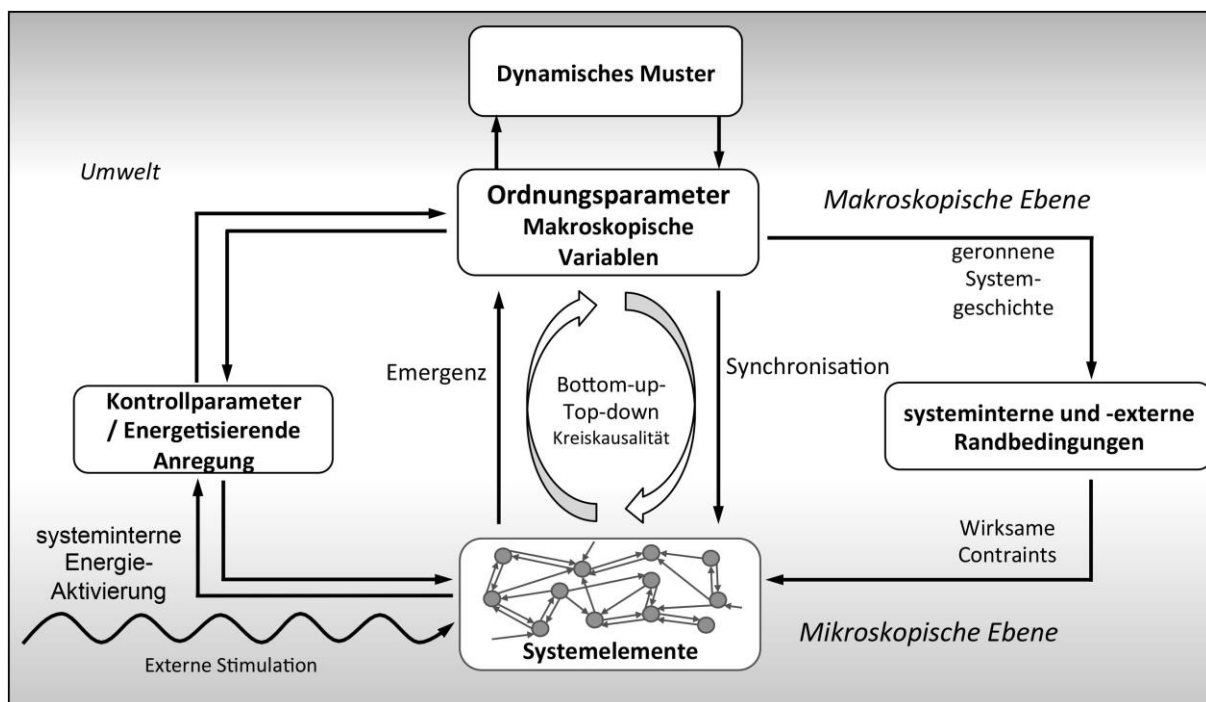 Dynamisches Muster
Umwelt
Ordnungsparameter
Makroskopische
Variablen
Makroskopische Ebene
geronnene
System-
geschichte
Emergenz
Bottom-up-
Top-down
Kreiskausalität
Synchronisation
Kontrollparameter
/ Energetisierende
Anregung
systeminterne und -externe
Randbedingungen
systeminterne
Energie-
Aktivierung
Wirksame
Contraints
Externe Stimulation
Systemelemente
Mikroskopische Ebene